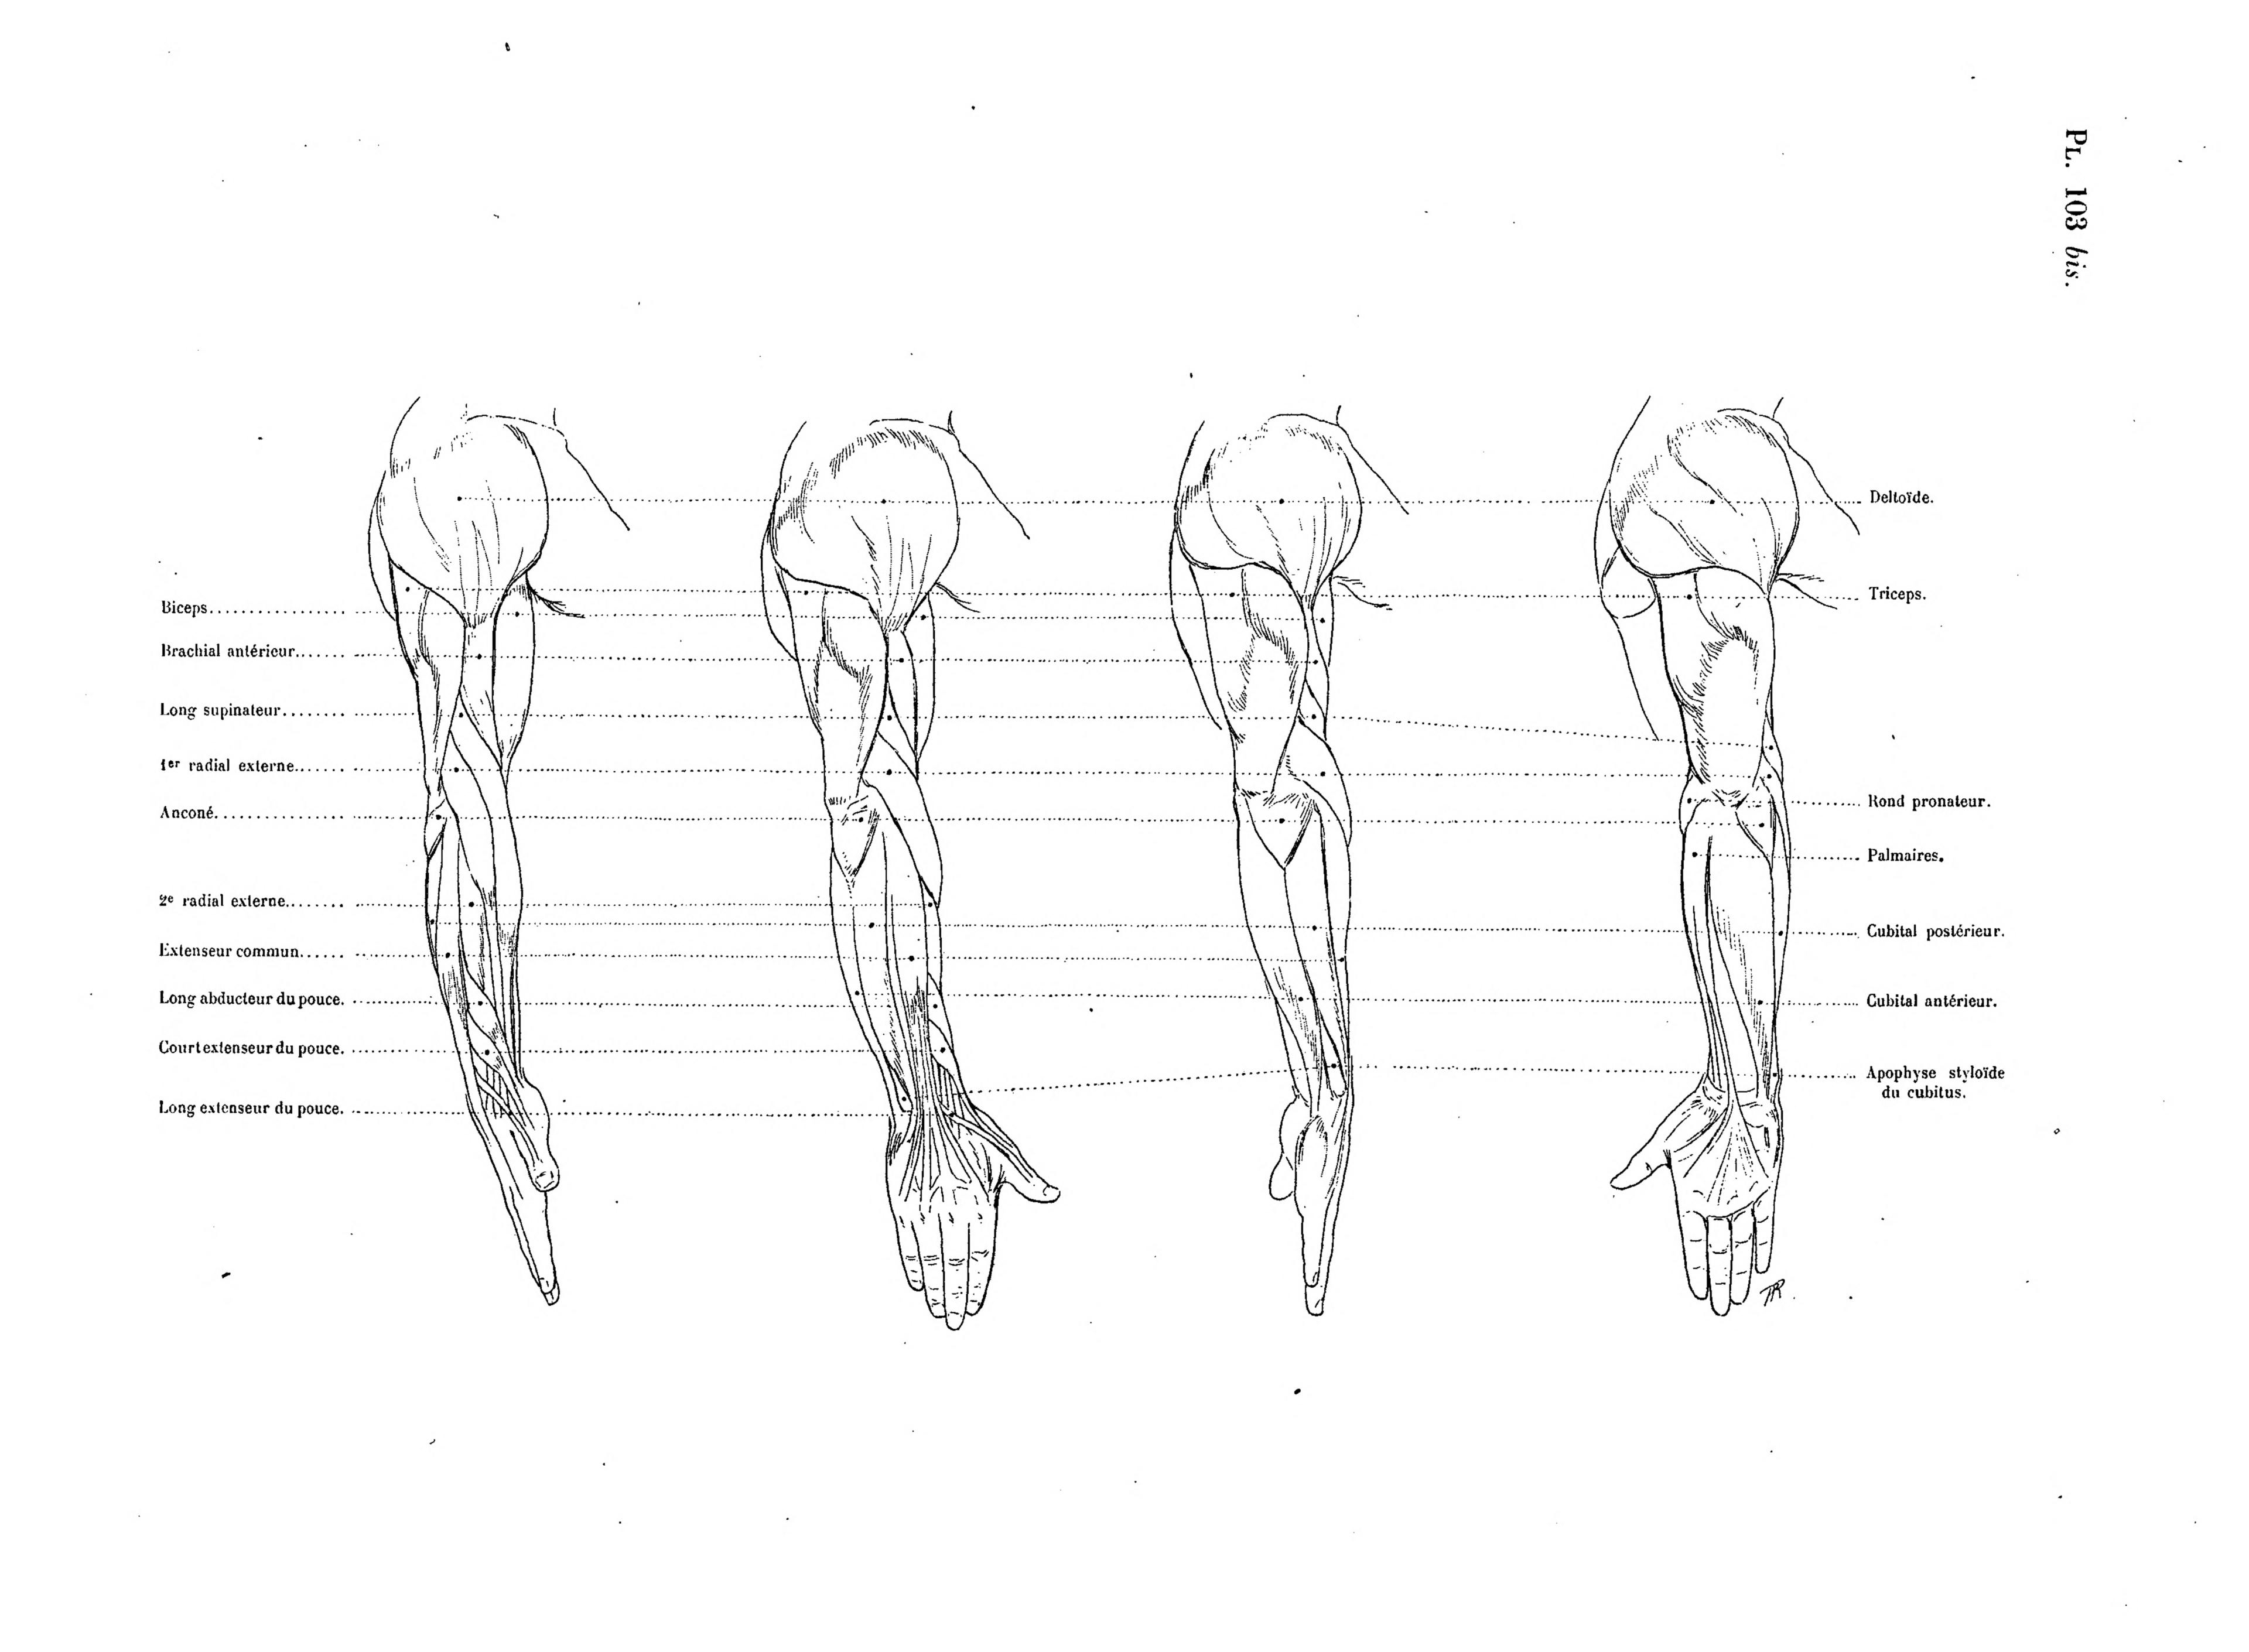 PL. 103 bis.
Biceps
Brachial antérieur
Long supinateur
1er radial externe
Anconé
2e radial externe
Extenseur commun
Long abducteur du pouce.
Court extenseur du pouce.
Long extenseur du pouce.
Deltoïde.
Triceps.
Rond pronateur.
Palmaires.
Cubital postérieur.
Cubital antérieur.
Apophyse styloïde
du cubitus.